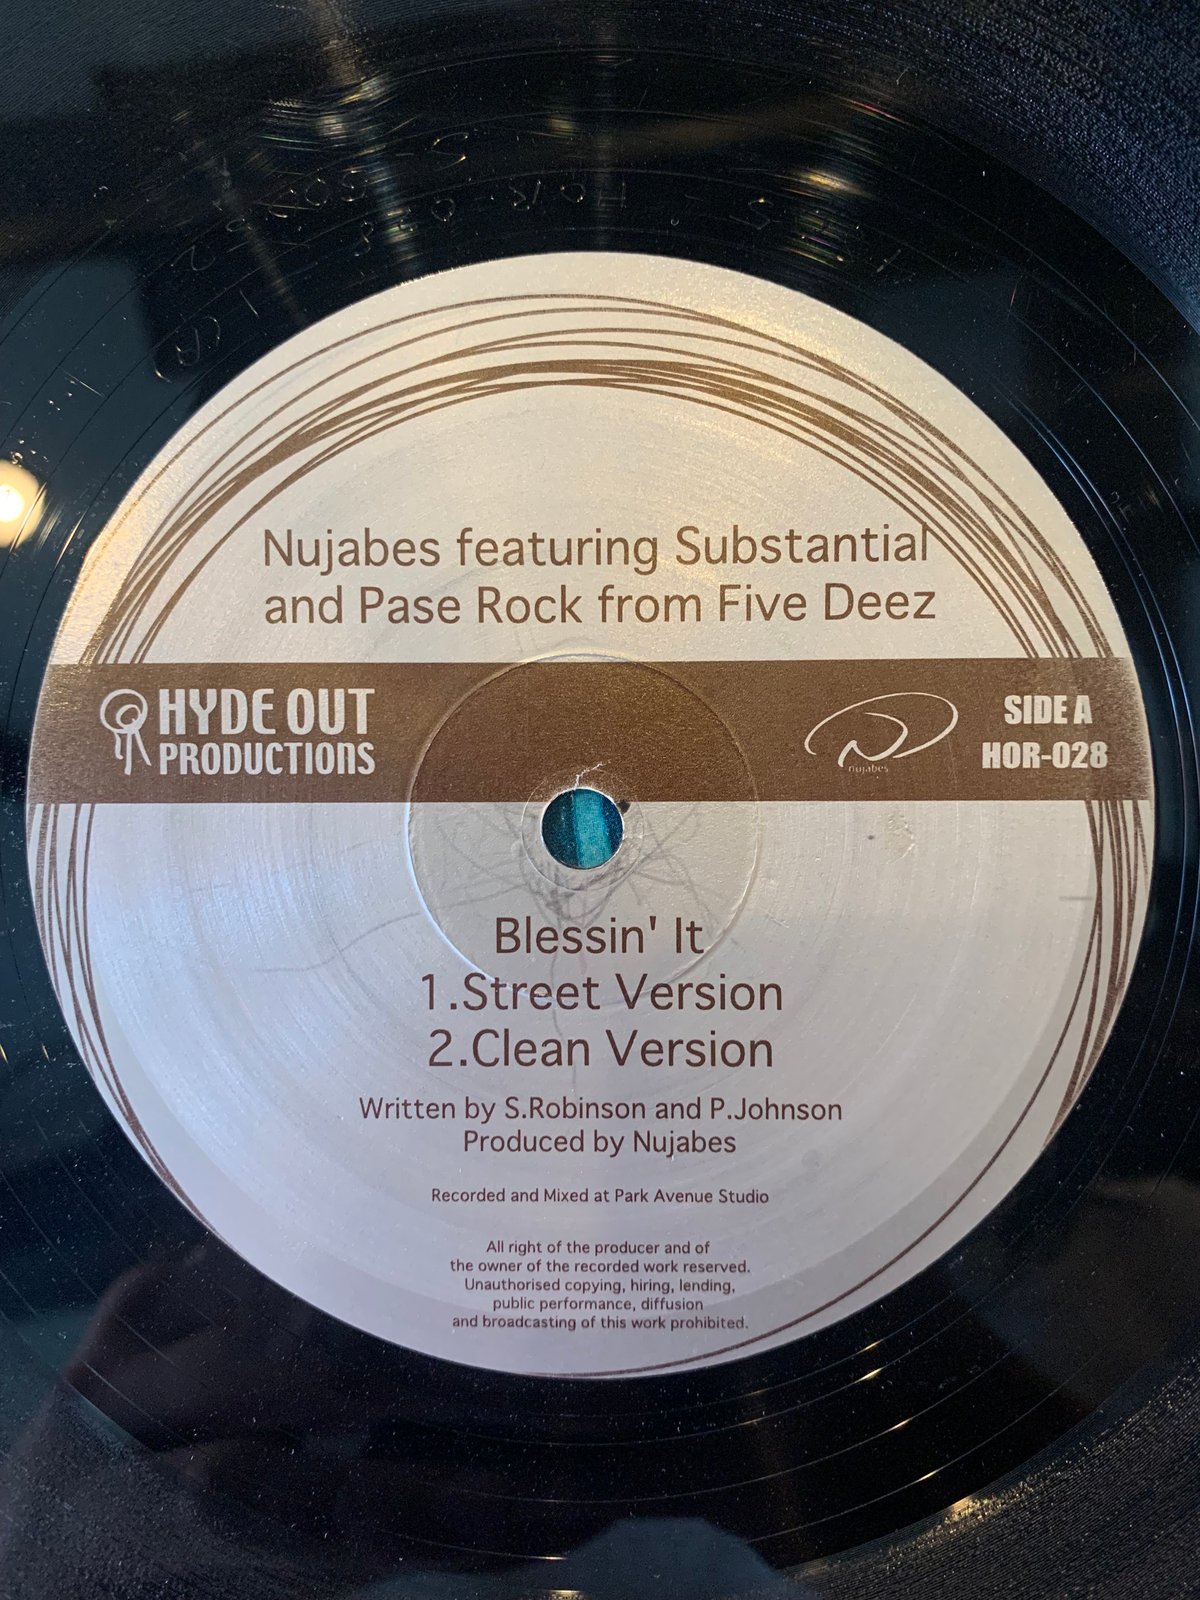 Nujabes featuring Substantial
and Pase Rock from Five Deez
HYDE OUT
PRODUCTIONS
nujabes
SIDE A
HOR-028
Blessin' It
1.Street Version
2.Clean Version
Written by S.Robinson and P.Johnson
Produced by Nujabes
Recorded and Mixed at Park Avenue Studio
All right of the producer and of
the owner of the recorded work reserved.
Unauthorised copying, hiring, lending,
public performance, diffusion
and broadcasting of this work prohibited.